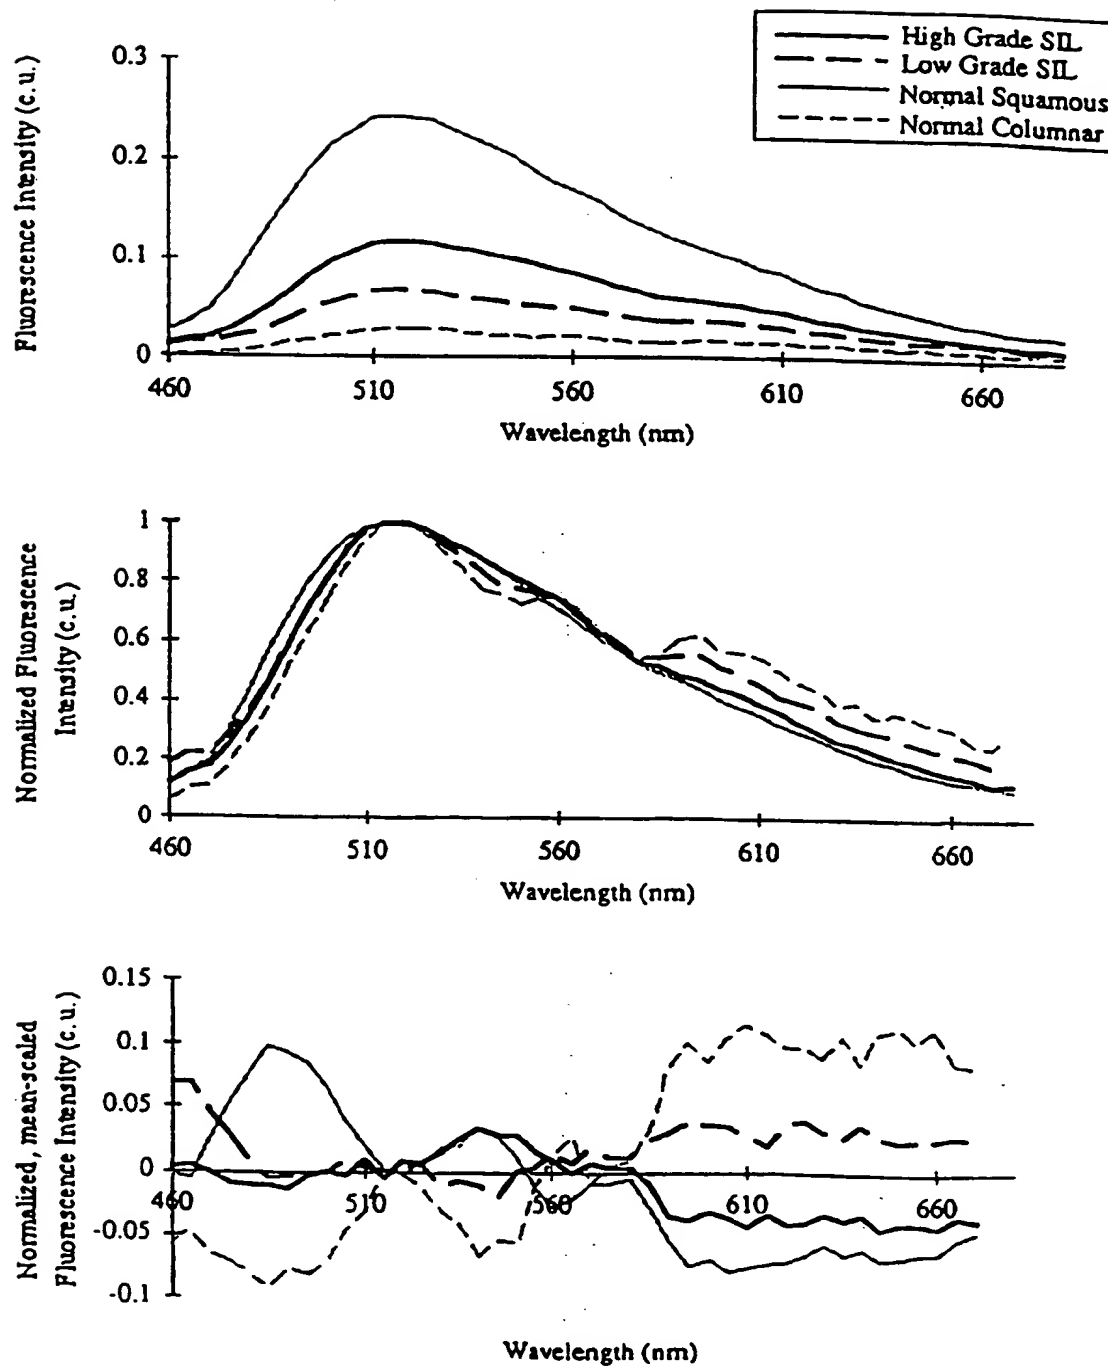 High Grade SIL
Low Grade SIL
Normal Squamous
Normal Columnar
Fluorescence Intensity (c.u.)
0.3
0.2
0.1
0
460 510 560 610 660
Wavelength (nm)
Normalized Fluorescence
Intensity (c.u.)
1
0.8
0.6
0.4
0.2
0
460 510 560 610 660
Wavelength (nm)
Normalized, mean-scaled
Fluorescence Intensity (c.u.)
0.15
0.1
0.05
0
460 510 560 610 660
-0.05
-0.1
Wavelength (nm)